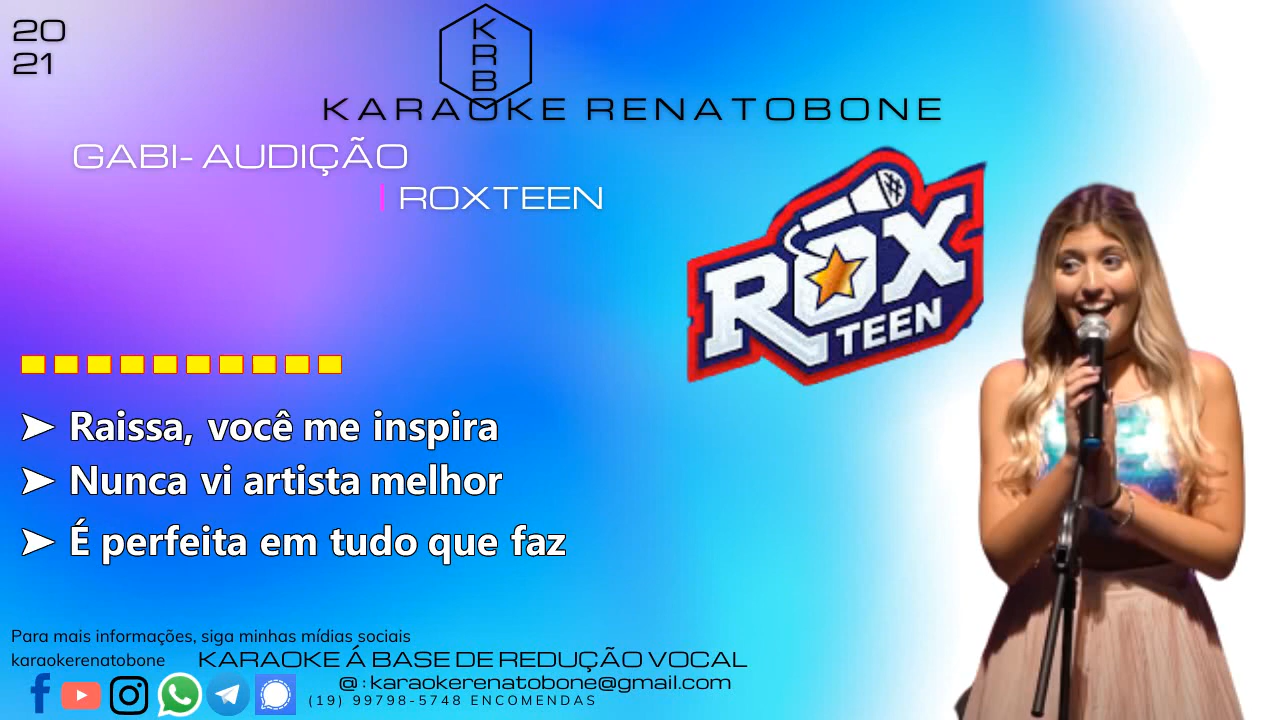 20
21
K
R
B
KARAOKE RENATOBONE
GABI- AUDIÇÃO
| ROXTEEN
ROX
TEEN
➤ Raissa, você me inspira
➤ Nunca vi artista melhor
➤ É perfeita em tudo que faz
Para mais informações, siga minhas mídias sociais
karaokerenatobone
KARAOKE Á BASE DE REDUÇÃO VOCAL
@ : karaokerenatobone@gmail.com
(19) 99798-5748 ENCOMENDAS